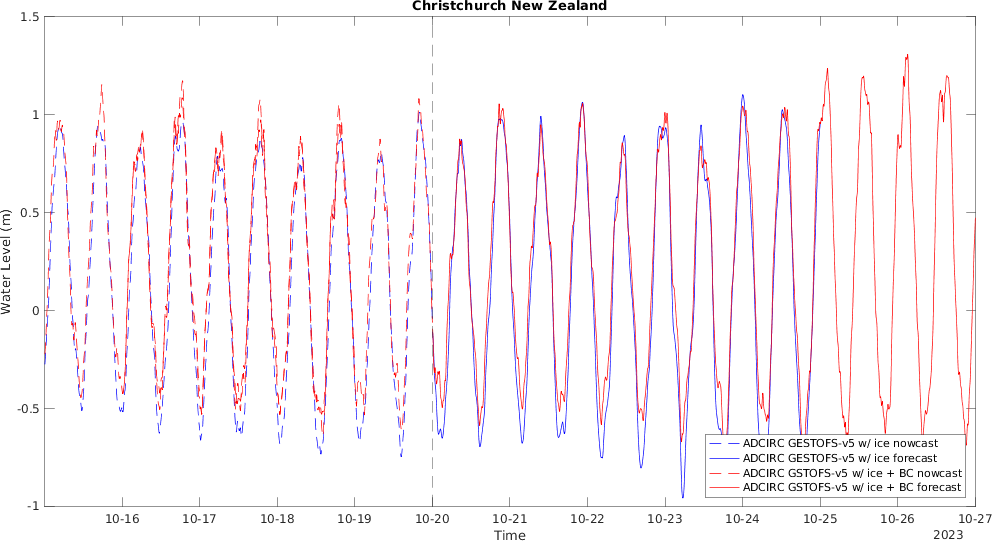 Christchurch New Zealand
1.5
1
0.5
0
-0.5
-1
Water Level (m)
10-16 10-17 10-18 10-19 10-20 10-21 10-22 10-23 10-24 10-25 10-26 10-27
Time
2023
ADCIRC GESTOFS-v5 w/ ice nowcast
ADCIRC GESTOFS-v5 w/ ice forecast
ADCIRC GSTOFS-v5 w/ ice + BC nowcast
ADCIRC GSTOFS-v5 w/ ice + BC forecast